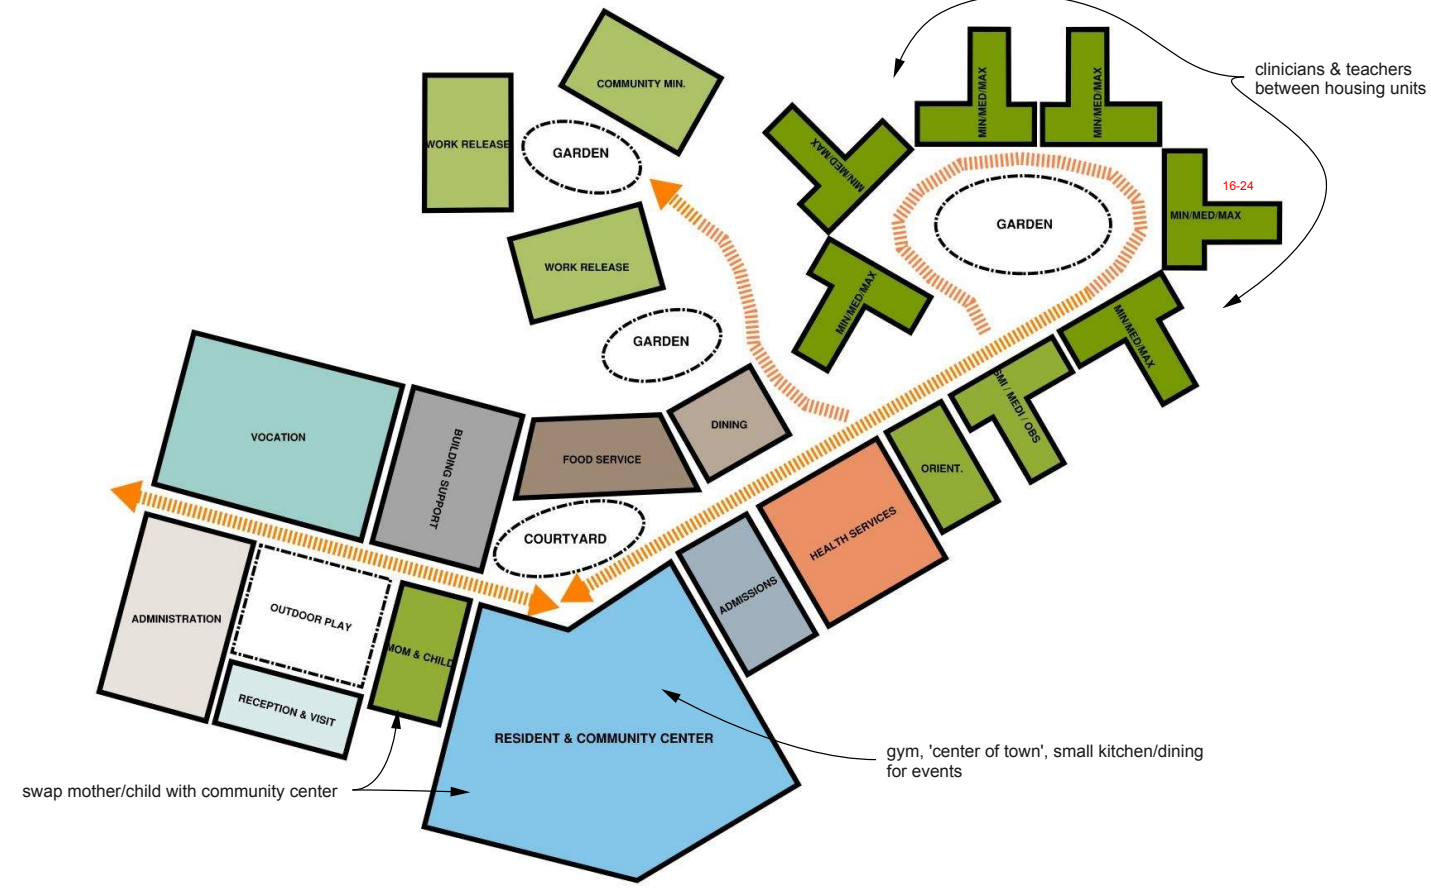 COMMUNITY MIN.
WORK RELEASE
GARDEN
WORK RELEASE
GARDEN
MIN/MED/MAX
MIN/MED/MAX
MIN/MED/MAX
MIN/MED/MAX
MIN/MED/MAX
MIN/MED/MAX
GARDEN
16-24
clinicians & teachers
between housing units
SMI / MEDI / OBS
ORIENT.
HEALTH SERVICES
ADMISSIONS
DINING
FOOD SERVICE
COURTYARD
VOCATION
BUILDING SUPPORT
ADMINISTRATION
OUTDOOR PLAY
MOM & CHILD
RECEPTION & VISIT
RESIDENT & COMMUNITY CENTER
gym, 'center of town', small kitchen/dining
for events
swap mother/child with community center